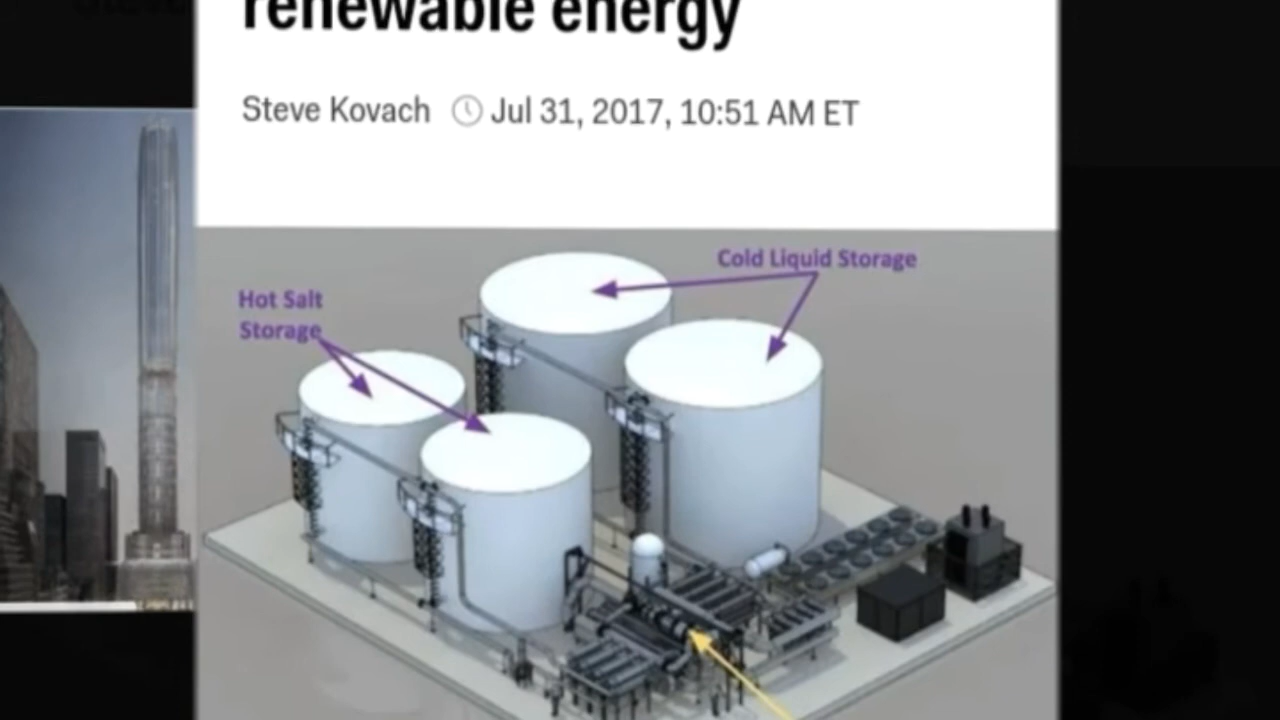 renewable energy
Steve Kovach Jul 31, 2017, 10:51 AM ET
Cold Liquid Storage
Hot Salt
Storage